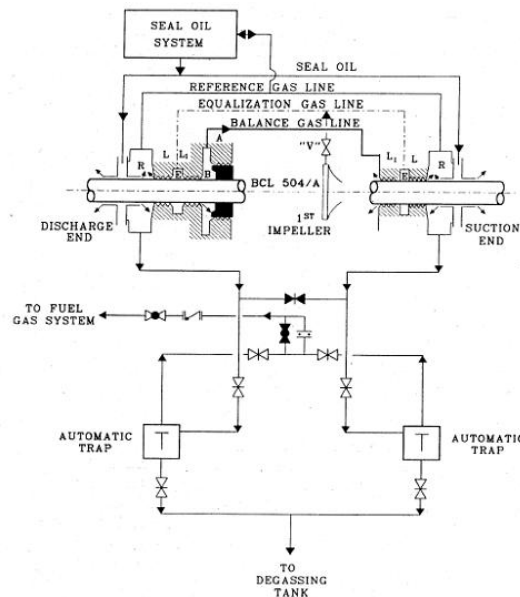 SEAL OIL
SYSTEM
SEAL OIL
REFERENCE GAS LINE
EQUALIZATION GAS LINE
BALANCE GAS LINE
A
L L₁
R E B
"V"
BCL 504/A
L₁ L
E R
1ST
IMPELLER
DISCHARGE
END
SUCTION
END
TO FUEL
GAS SYSTEM
AUTOMATIC
TRAP
T
T
AUTOMATIC
TRAP
TO
DEGASSING
TANK